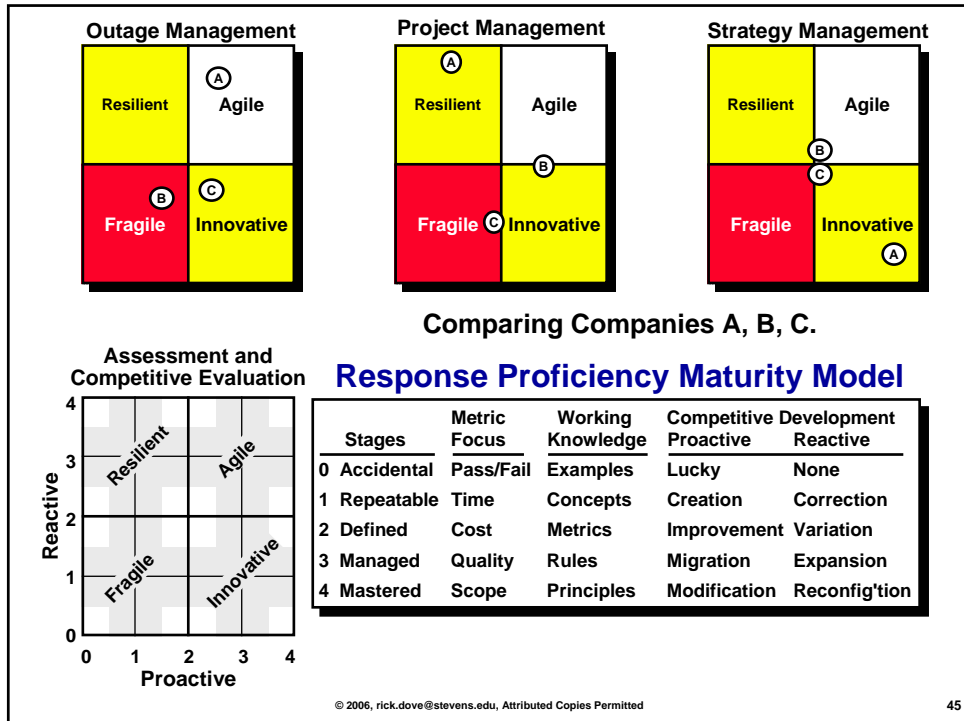 Outage Management
Project Management
Strategy Management
A
Resilient Agile
B C
Fragile Innovative
A
Resilient Agile
B
C
Fragile Innovative
Resilient Agile
B
C
Fragile Innovative
A
Comparing Companies A, B, C.
Assessment and
Competitive Evaluation
4
3
2
1
0
Reactive
Resilient
Agile
Fragile
Innovative
0 1 2 3 4
Proactive
Response Proficiency Maturity Model
Metric Working Competitive Development
Stages Focus Knowledge Proactive Reactive
0 Accidental Pass/Fail Examples Lucky None
1 Repeatable Time Concepts Creation Correction
2 Defined Cost Metrics Improvement Variation
3 Managed Quality Rules Migration Expansion
4 Mastered Scope Principles Modification Reconfig'tion
© 2006, rick.dove@stevens.edu, Attributed Copies Permitted
45